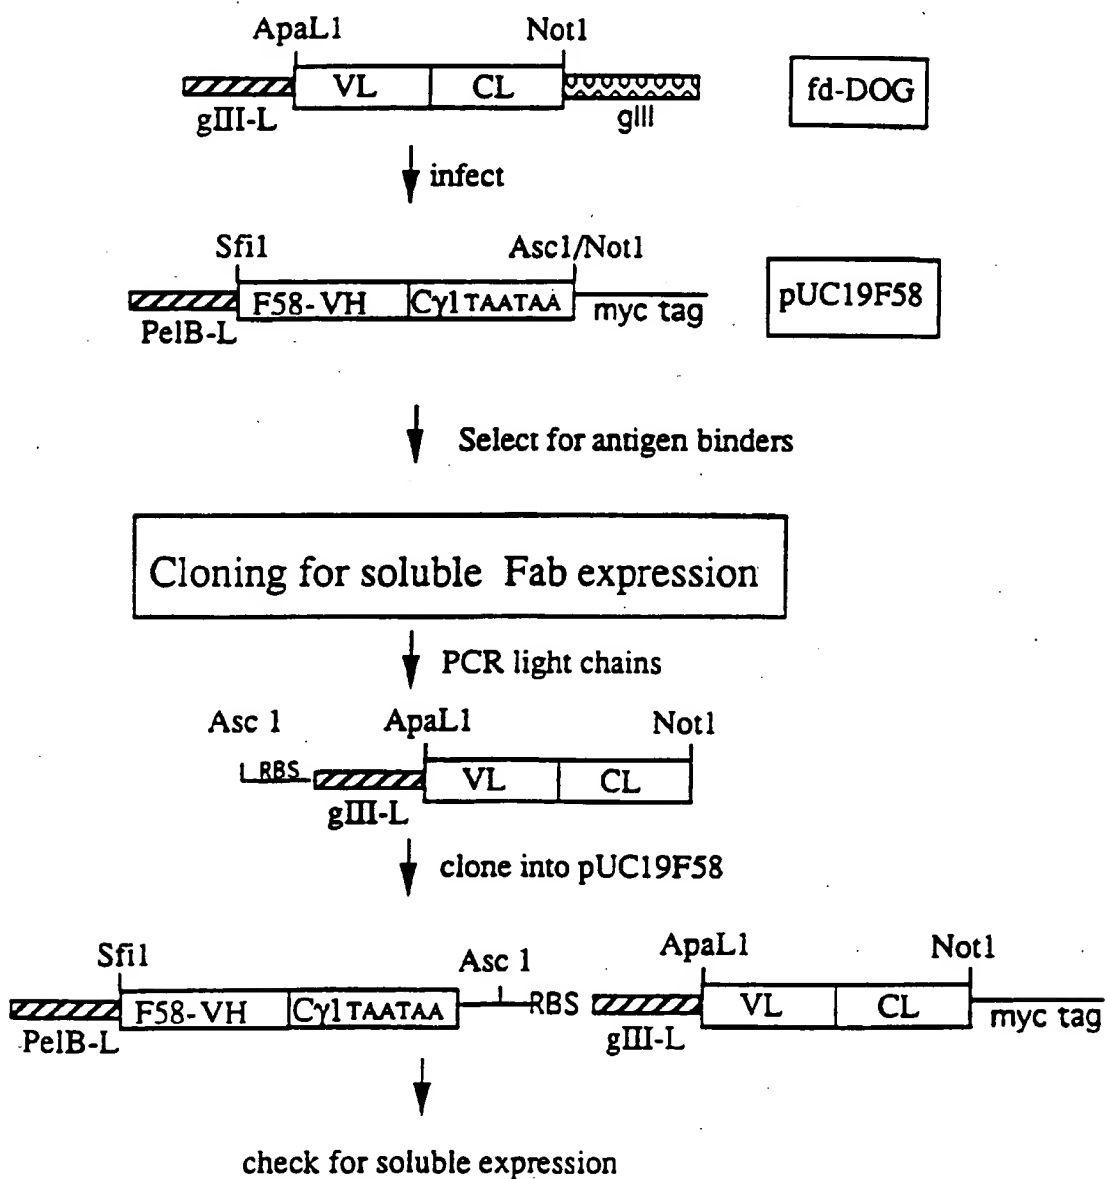 ApaL1 Not1
VL CL
gIII-L gIII
fd-DOG
infect
Sfi1 Asc1/Not1
F58-VH Cγ1 TAATAA
PelB-L myc tag
pUC19F58
Select for antigen binders
Cloning for soluble Fab expression
PCR light chains
Asc 1 ApaL1 Not1
RBS VL CL
gIII-L
clone into pUC19F58
Sfi1 Asc 1 ApaL1 Not1
F58-VH Cγ1 TAATAA RBS VL CL
PelB-L gIII-L myc tag
check for soluble expression